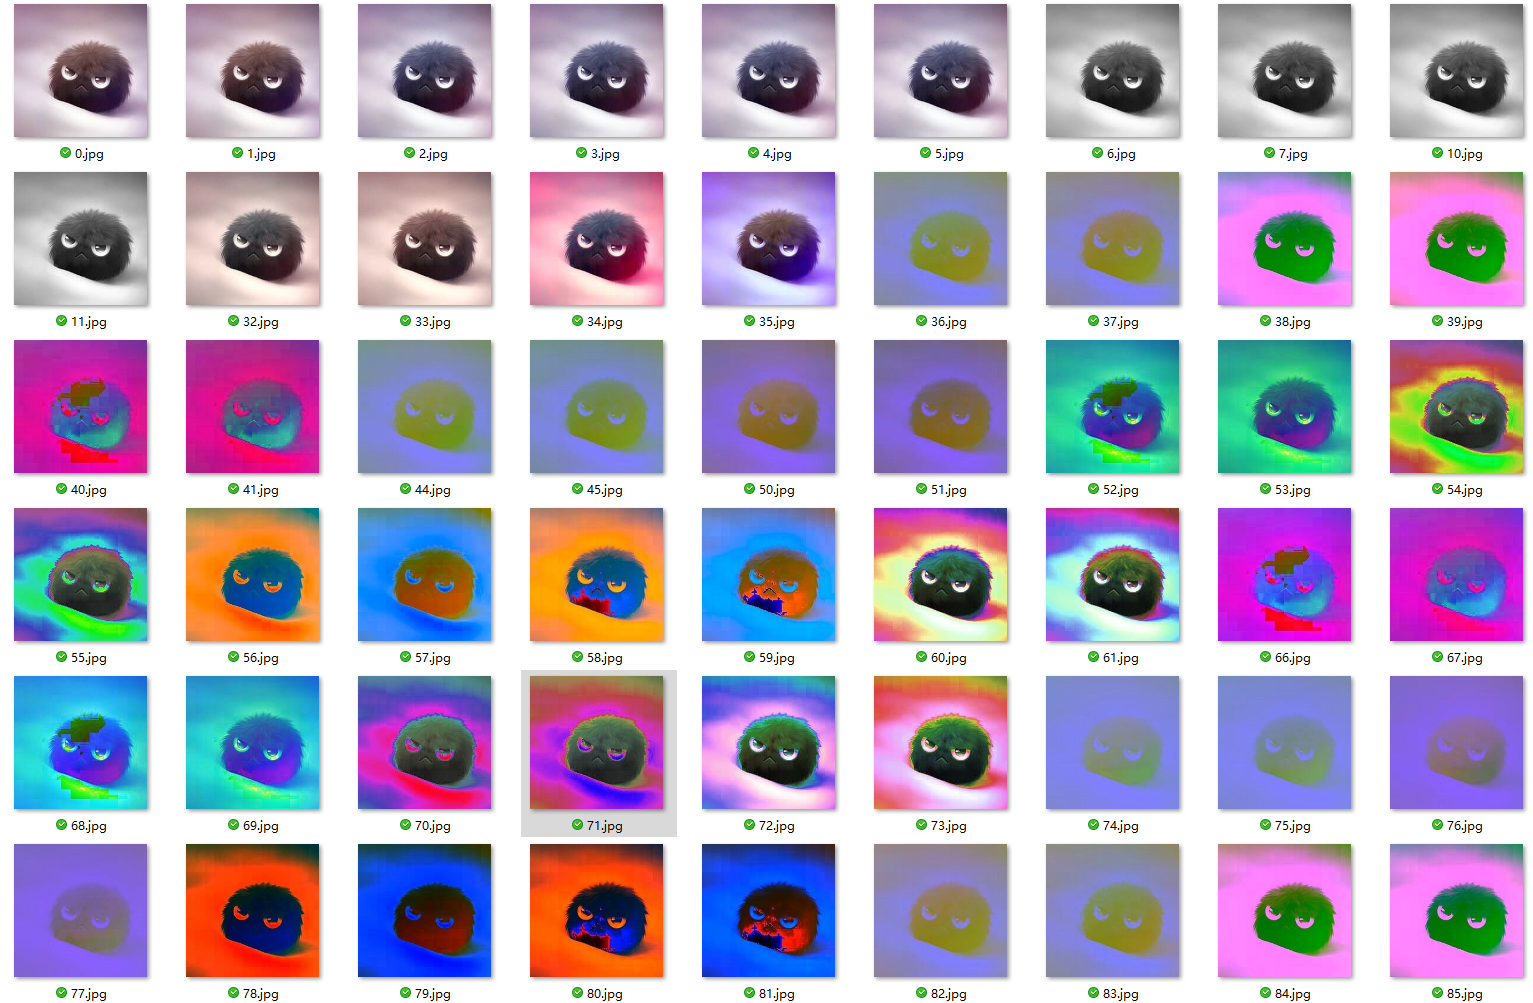 0.jpg 1.jpg 2.jpg 3.jpg 4.jpg 5.jpg 6.jpg 7.jpg 10.jpg
11.jpg 32.jpg 33.jpg 34.jpg 35.jpg 36.jpg 37.jpg 38.jpg 39.jpg
40.jpg 41.jpg 44.jpg 45.jpg 50.jpg 51.jpg 52.jpg 53.jpg 54.jpg
55.jpg 56.jpg 57.jpg 58.jpg 59.jpg 60.jpg 61.jpg 66.jpg 67.jpg
68.jpg 69.jpg 70.jpg 71.jpg 72.jpg 73.jpg 74.jpg 75.jpg 76.jpg
77.jpg 78.jpg 79.jpg 80.jpg 81.jpg 82.jpg 83.jpg 84.jpg 85.jpg